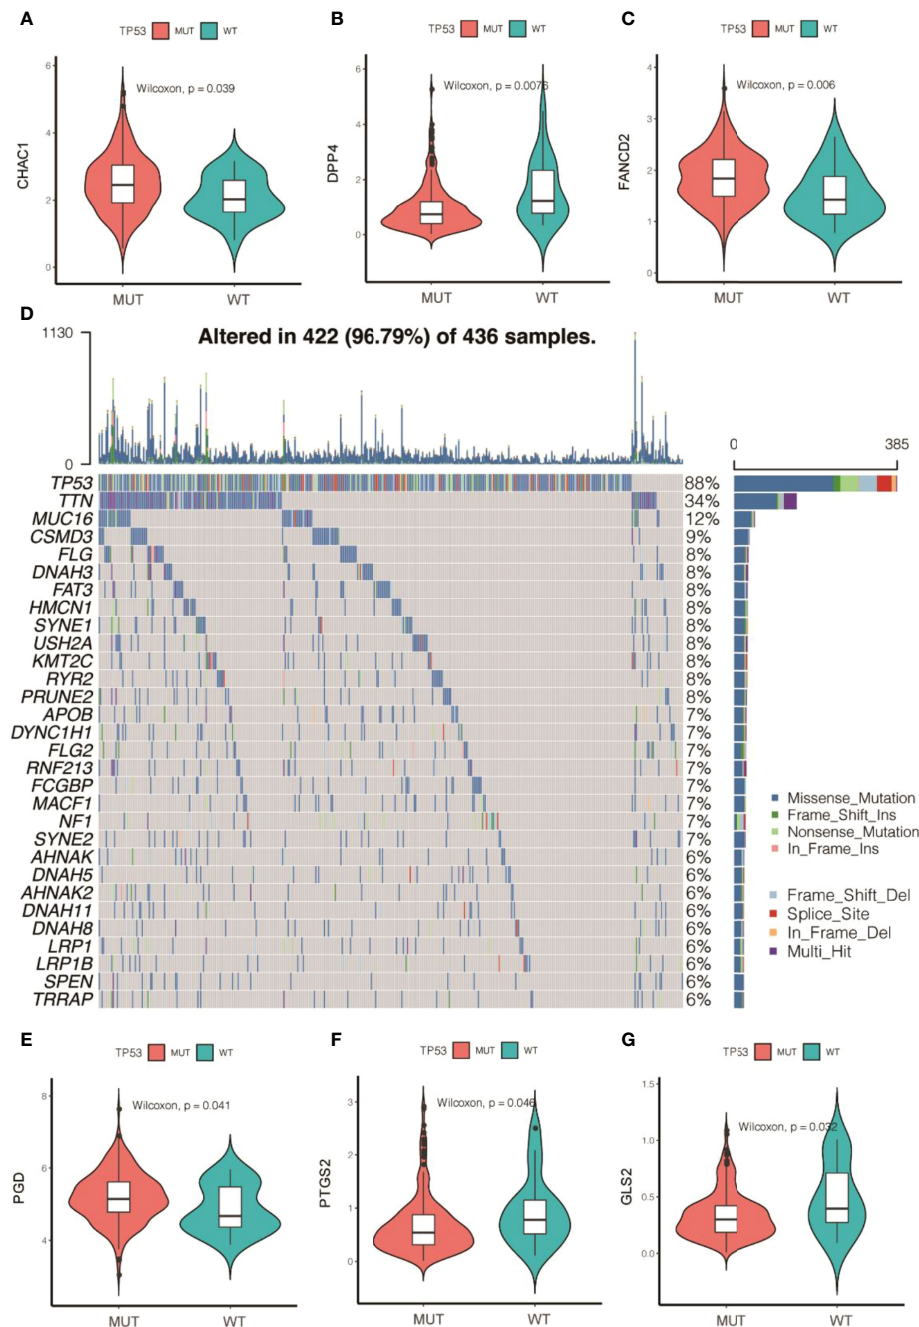 A
TP53 MUT WT
Wilcoxon, p = 0.039
CHAC1
6
4
2
0
MUT WT
B
TP53 MUT WT
Wilcoxon, p = 0.0076
DPP4
6
4
2
0
MUT WT
C
TP53 MUT WT
Wilcoxon, p = 0.006
FANCD2
4
3
2
1
0
MUT WT
D
Altered in 422 (96.79%) of 436 samples.
1130
0
0 385
TP53 88%
TTN 34%
MUC16 12%
CSMD3 9%
FLG 8%
DNAH3 8%
FAT3 8%
HMCN1 8%
SYNE1 8%
USH2A 8%
KMT2C 8%
RYR2 8%
PRUNE2 8%
APOB 7%
DYNC1H1 7%
FLG2 7%
RNF213 7%
FCGBP 7%
MACF1 7%
NF1 7%
SYNE2 7%
AHNAK 6%
DNAH5 6%
AHNAK2 6%
DNAH11 6%
DNAH8 6%
LRP1 6%
LRP1B 6%
SPEN 6%
TRRAP 6%
Missense_Mutation
Frame_Shift_Ins
Nonsense_Mutation
In_Frame_Ins
Frame_Shift_Del
Splice_Site
In_Frame_Del
Multi_Hit
E
TP53 MUT WT
Wilcoxon, p = 0.041
PGD
8
6
4
MUT WT
F
TP53 MUT WT
Wilcoxon, p = 0.046
PTGS2
3
2
1
0
MUT WT
G
TP53 MUT WT
Wilcoxon, p = 0.032
GLS2
1.5
1.0
0.5
0.0
MUT WT